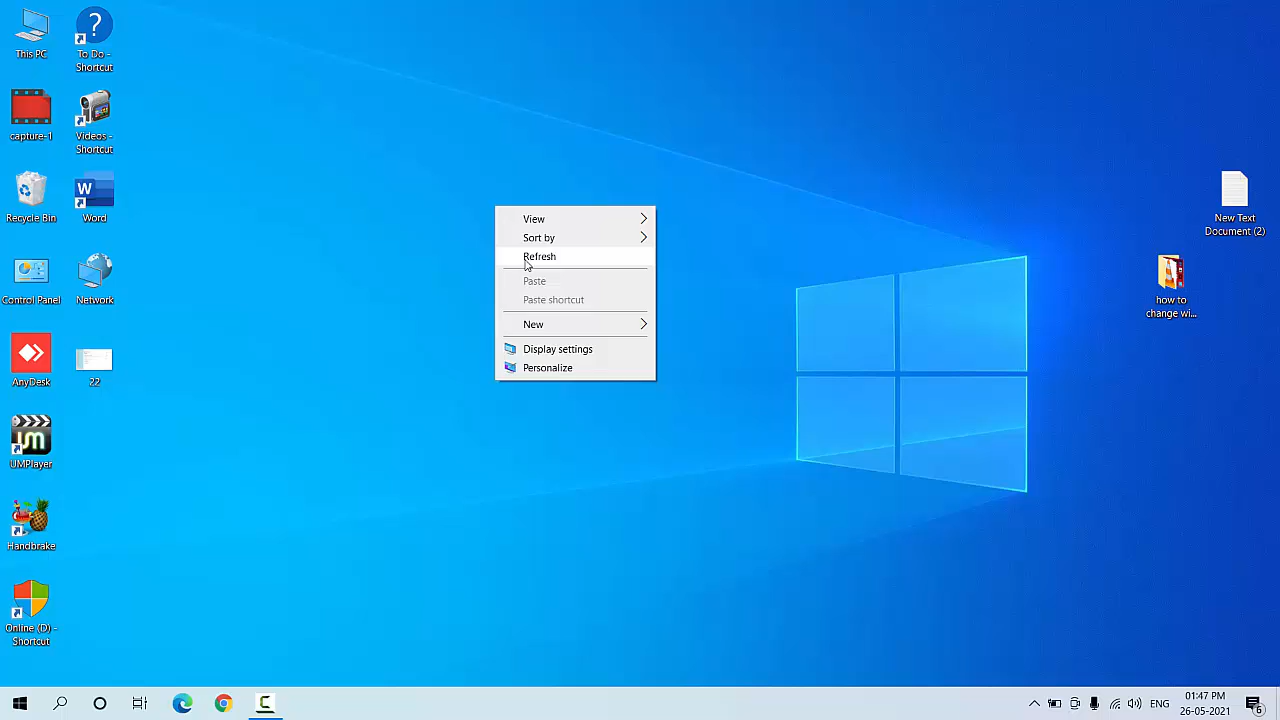 This PC
To Do -
Shortcut
capture-1
Videos -
Shortcut
Recycle Bin
Word
Control Panel
Network
AnyDesk
22
UMPlayer
Handbrake
Online (D) -
Shortcut
View
Sort by
Refresh
Paste
Paste shortcut
New
Display settings
Personalize
New Text
Document (2)
how to
change wi...
ENG
01:47 PM
26-05-2021
6